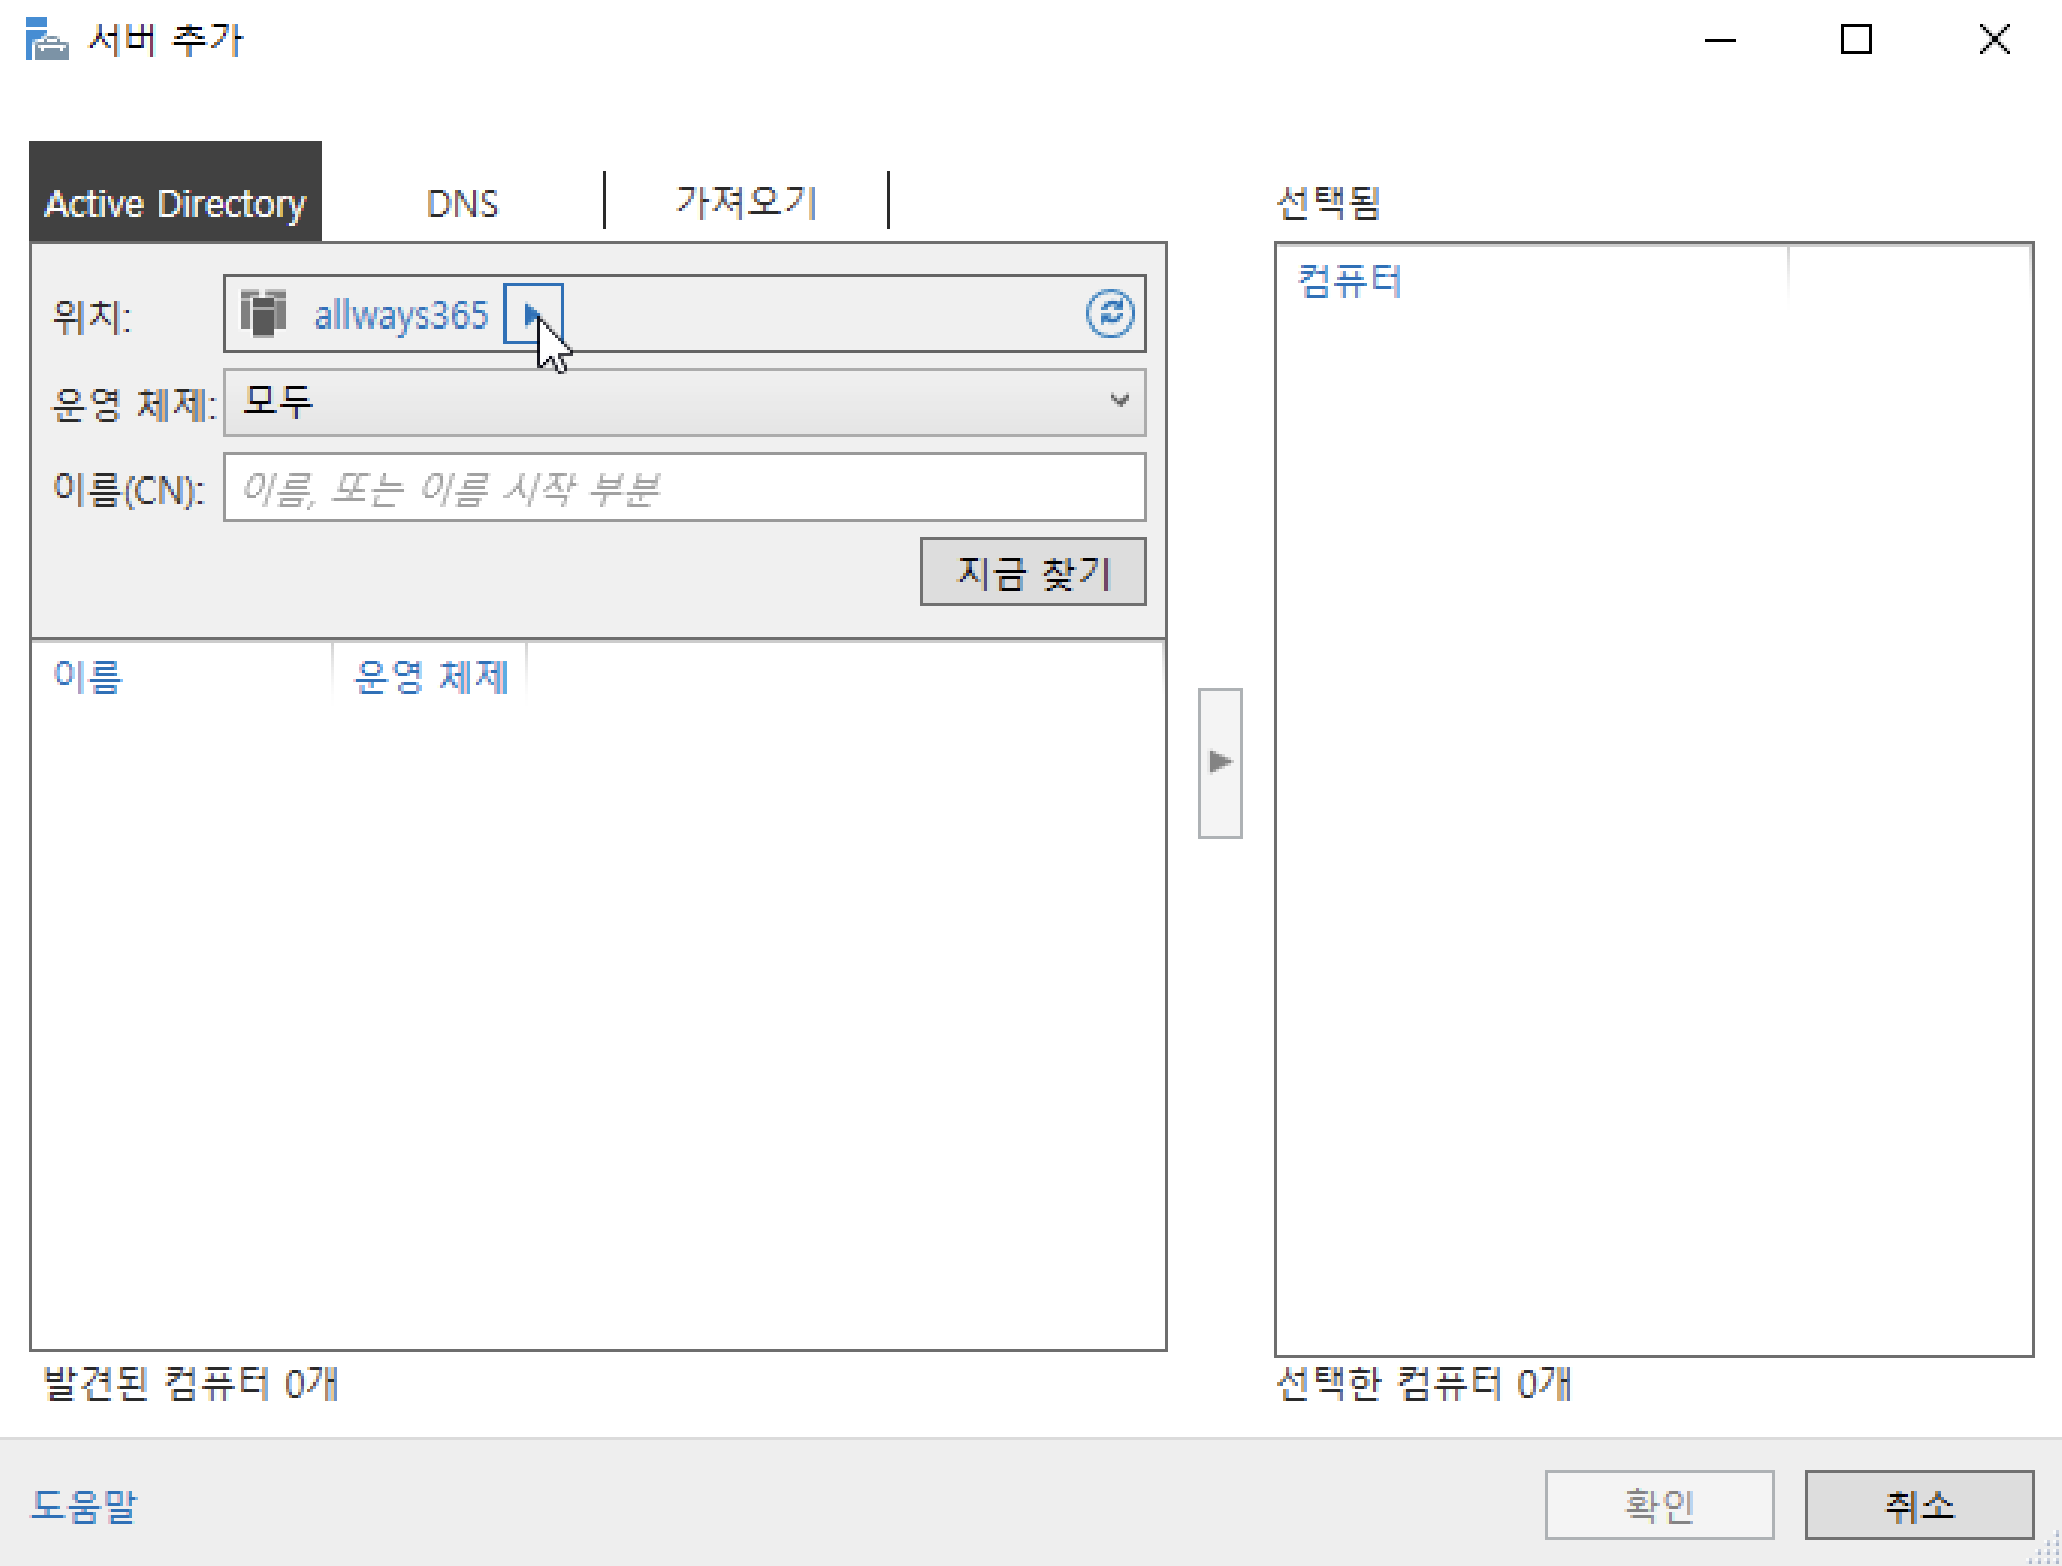 서버 추가
Active Directory
DNS
가져오기
선택됨
위치:
allways365
운영 체제:
모두
이름(CN):
이름, 또는 이름 시작 부분
지금 찾기
이름
운영 체제
컴퓨터
발견된 컴퓨터 0개
선택한 컴퓨터 0개
도움말
확인
취소